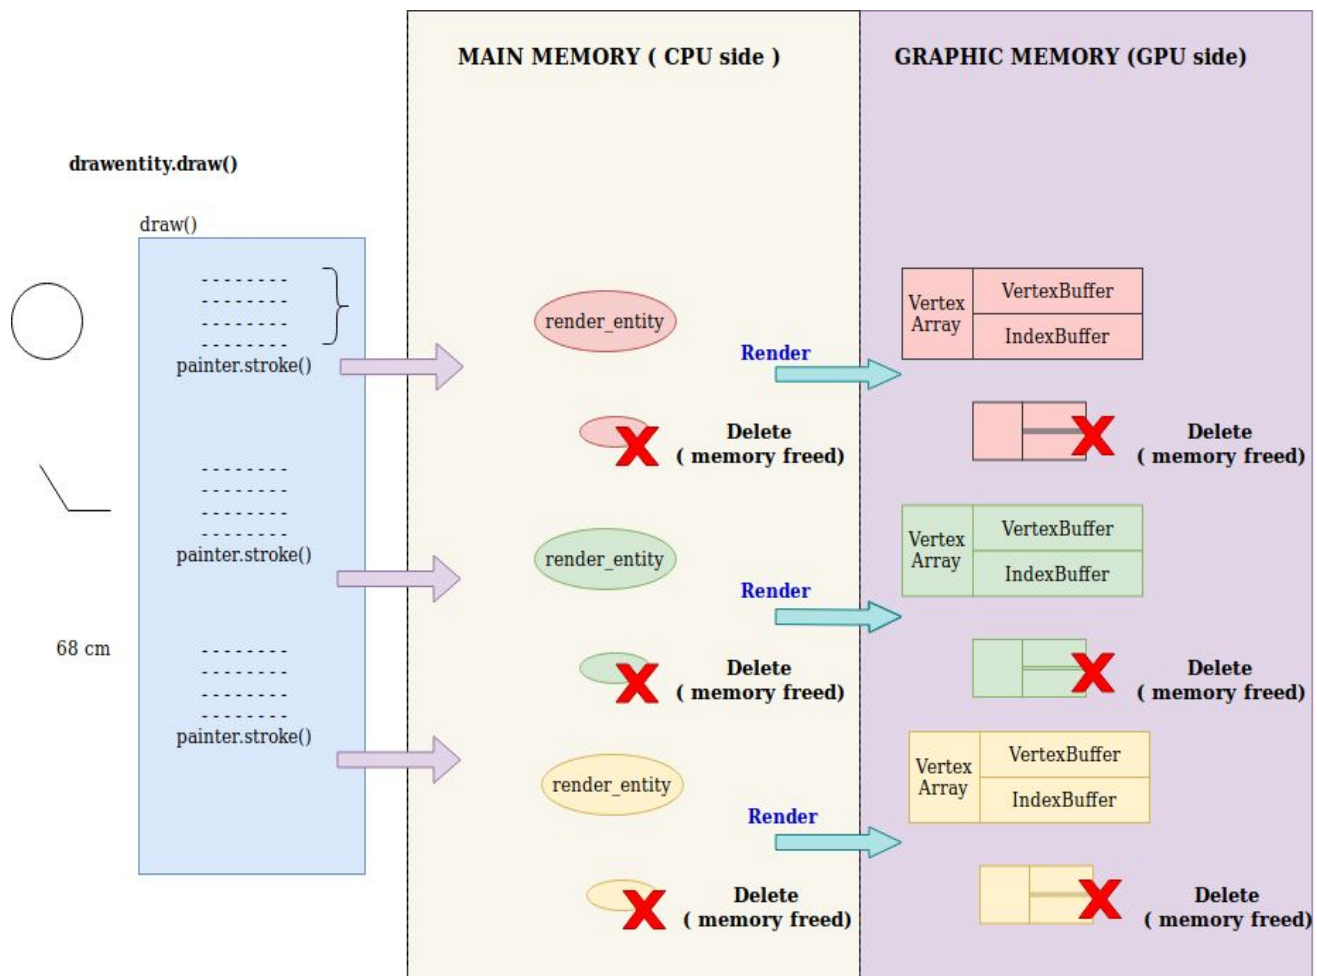 MAIN MEMORY ( CPU side )
GRAPHIC MEMORY (GPU side)
drawentity.draw()
draw()
- - - - - - - -
- - - - - - - -
- - - - - - - -
- - - - - - - -
painter.stroke()
render_entity
Render
Vertex
Array
VertexBuffer
IndexBuffer
Delete
( memory freed)
Delete
( memory freed)
- - - - - - - -
- - - - - - - -
- - - - - - - -
- - - - - - - -
painter.stroke()
render_entity
Render
Vertex
Array
VertexBuffer
IndexBuffer
Delete
( memory freed)
Delete
( memory freed)
68 cm
- - - - - - - -
- - - - - - - -
- - - - - - - -
- - - - - - - -
painter.stroke()
render_entity
Render
Vertex
Array
VertexBuffer
IndexBuffer
Delete
( memory freed)
Delete
( memory freed)